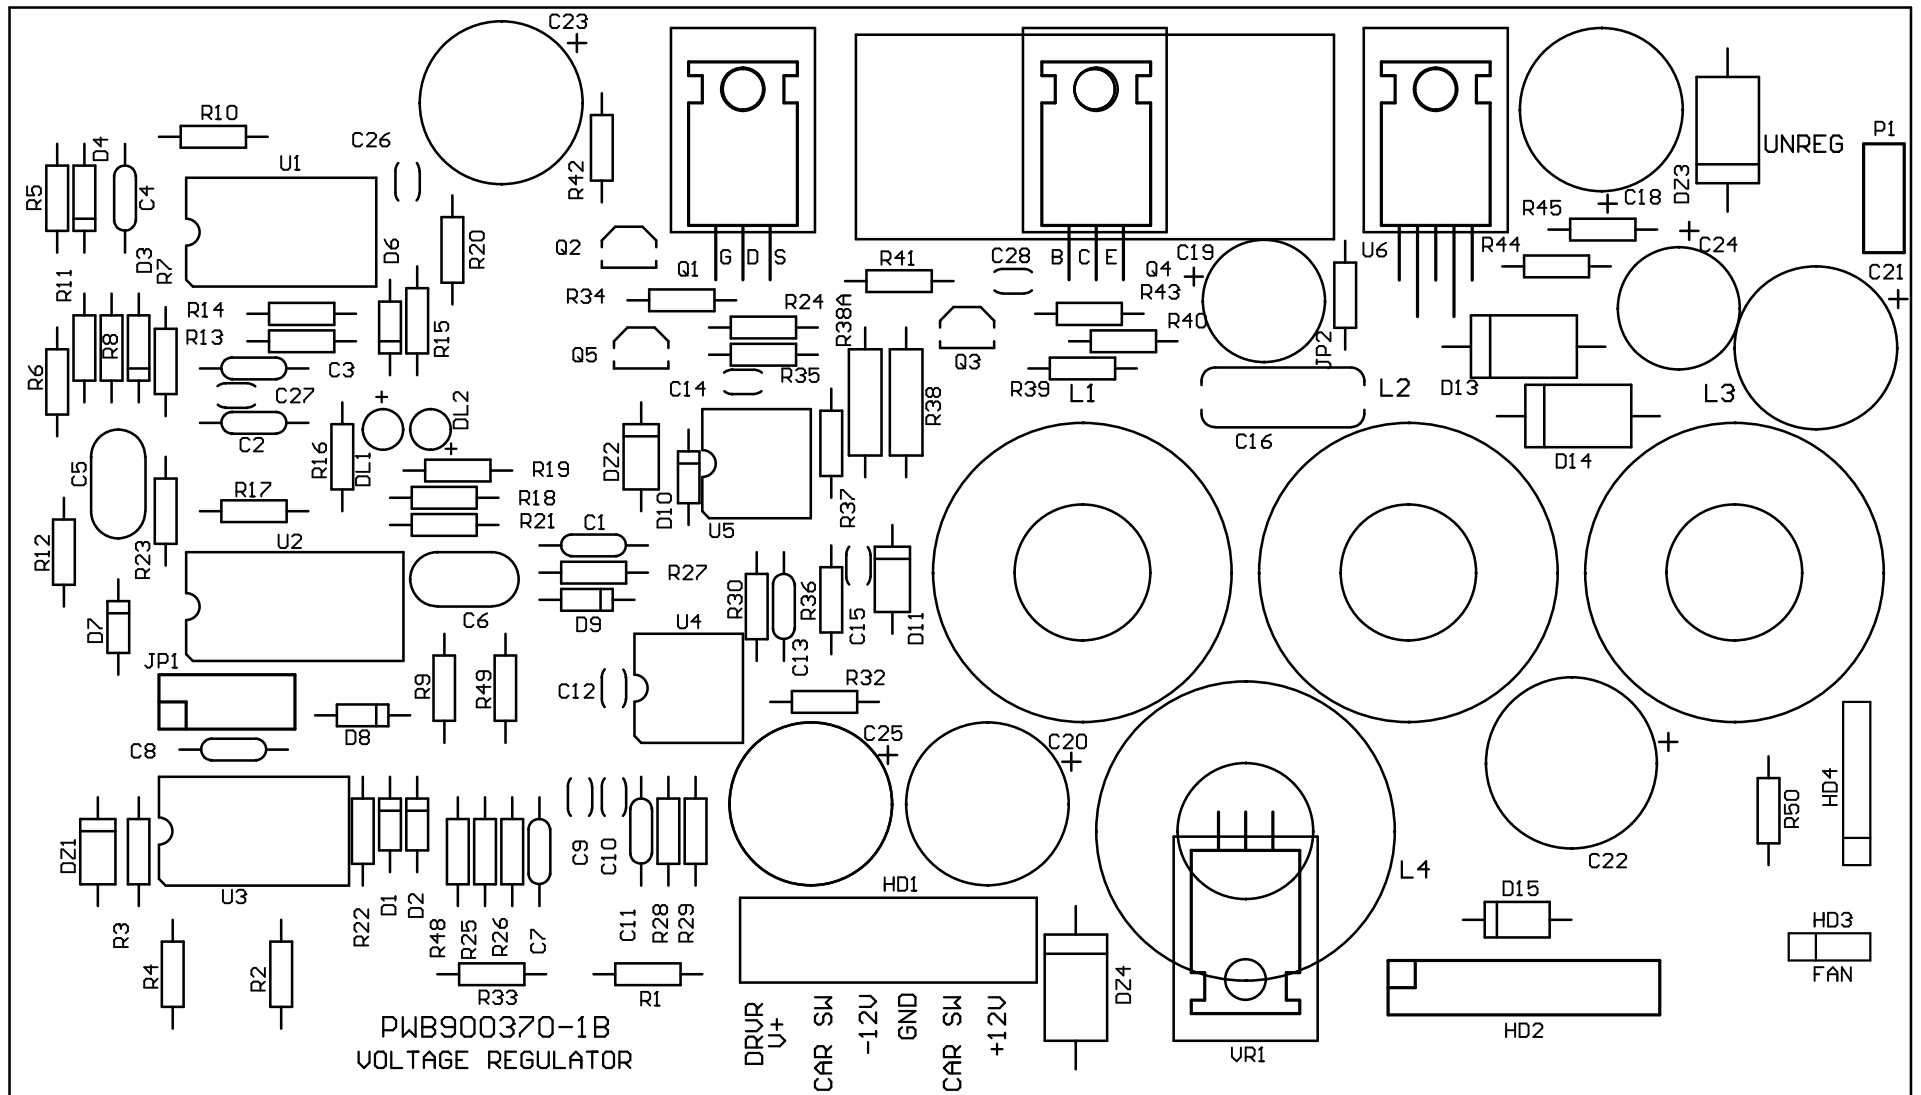 C23
R10
C26
D4
U1
R42
P1
UNREG
R5
C4
DZ3
C18
R45
D6
R20
Q2
G D S
C28
B C E
Q4
C19
U6
R44
C24
D3
R7
R11
Q1
R41
C21
R14
R34
R24
R38A
R43
R40
R13
R8
R15
Q5
Q3
JP2
R6
C3
C14
R35
R39
L1
L2
D13
L3
C27
DL2
R38
C2
R16
DL1
C16
C5
R19
DZ2
D14
R17
R18
D10
R37
R12
R23
U2
R21
C1
U5
R27
R30
R36
C15
D11
D7
C6
D9
U4
C13
JP1
R9
R49
C12
R32
C8
D8
C25
C20
HD4
R50
DZ1
C9
C10
C22
U3
HD1
L4
R3
R22
D1
D2
R48
R25
R26
C7
C11
R28
R29
D15
HD3
R4
R2
R33
R1
DZ4
FAN
PWB900370-1B
VOLTAGE REGULATOR
DRVR
V+
CAR SW
-12V
GND
CAR SW
+12V
VR1
HD2